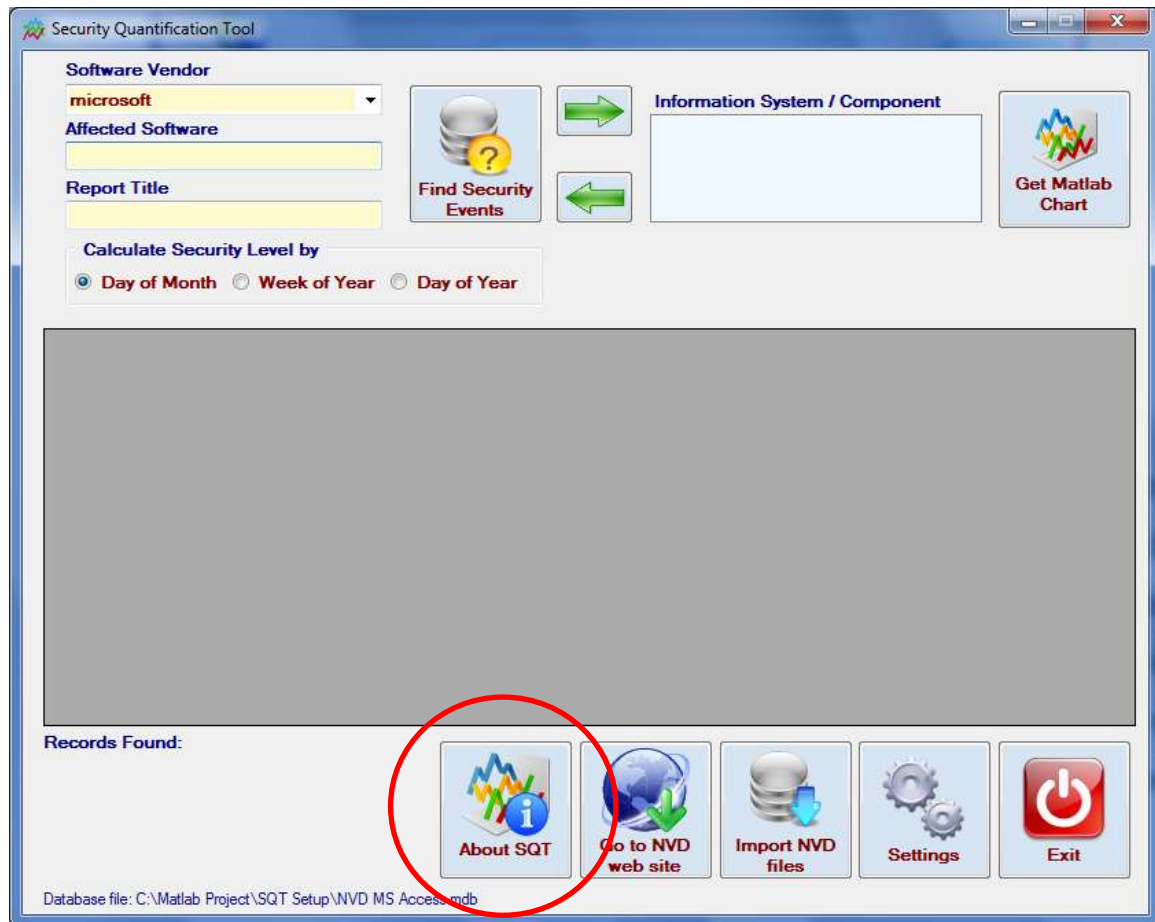 Security Quantification Tool
Software Vendor
microsoft
Affected Software
Report Title
Find Security
Events
Information System / Component
Get Matlab
Chart
Calculate Security Level by
Day of Month Week of Year Day of Year
Records Found:
About SQT
Go to NVD
web site
Import NVD
files
Settings
Exit
Database file: C:\Matlab Project\SQT Setup\NVD MS Access.mdb